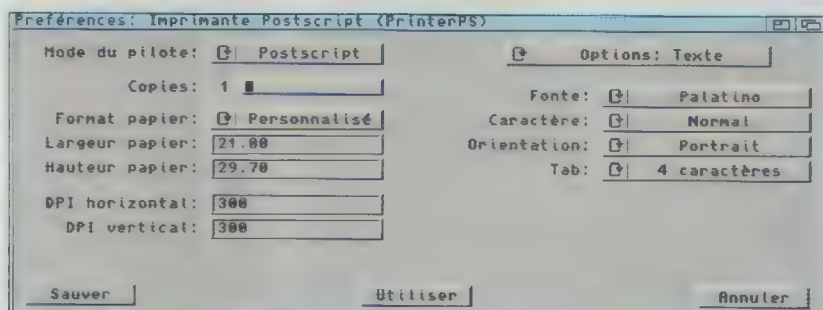 Préférences: Imprimante Postscript (PrinterPS)
Mode du pilote: Postscript
Options: Texte
Copies: 1
Fonte: Palatino
Format papier: Personnalisé
Caractère: Normal
Largeur papier: 21.00
Orientation: Portrait
Hauteur papier: 29.70
Tab: 4 caractères
DPI horizontal: 300
DPI vertical: 300
Sauver
Utiliser
Annuler